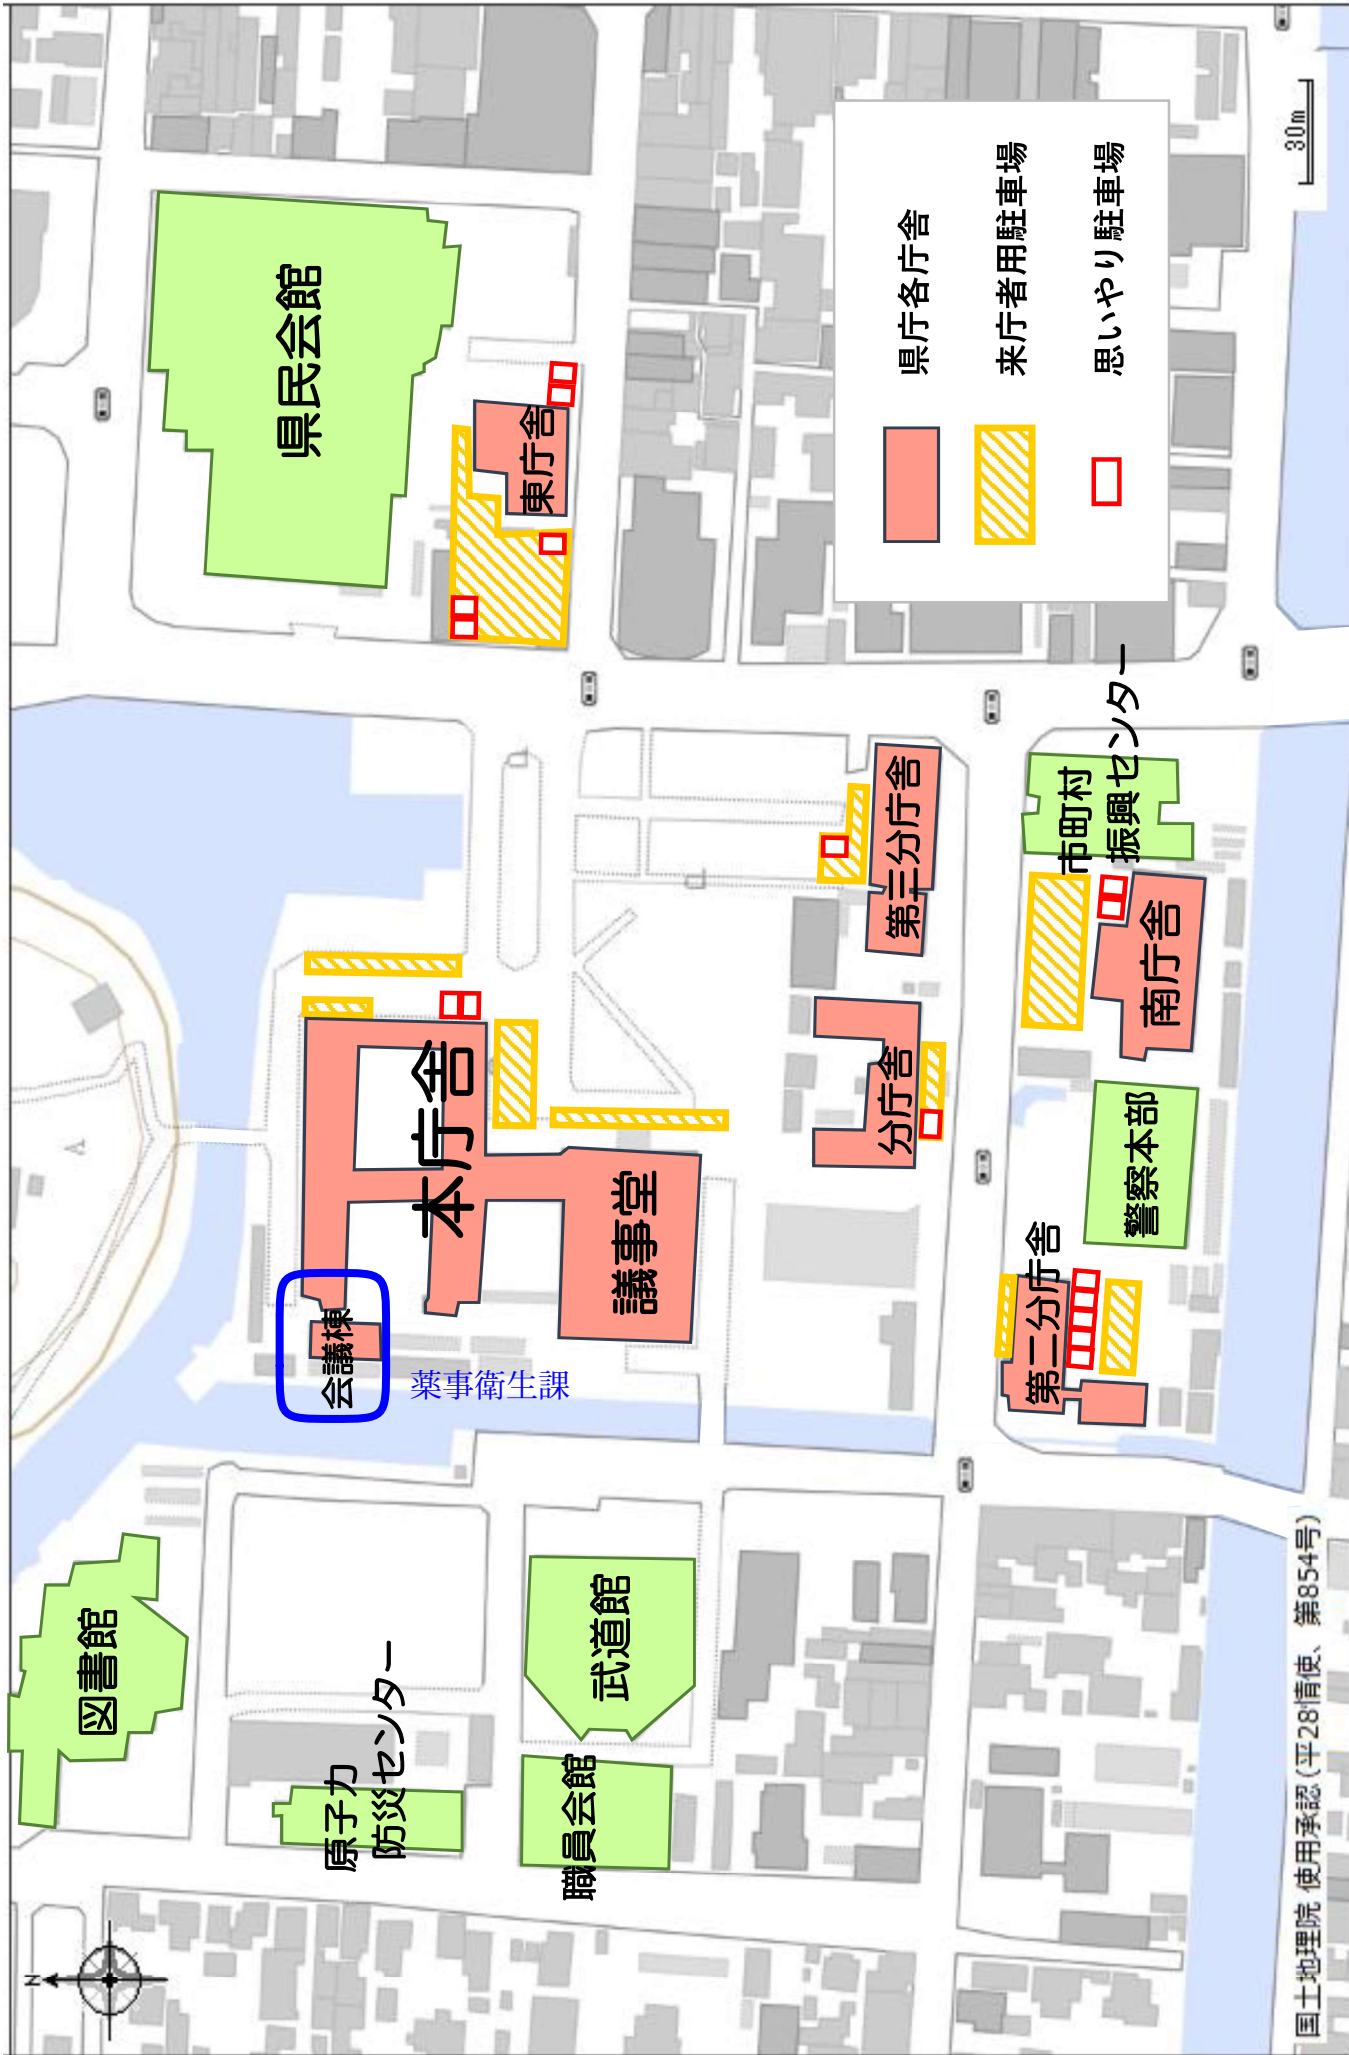 N
図書館
原子力
防災センター
武道館
職員会館
会議棟
薬事衛生課
本庁舎
議事堂
県民会館
東庁舎
第三分庁舎
分庁舎
市町村
振興センター
南庁舎
警察本部
第二分庁舎
県庁各庁舎
来庁者用駐車場
思いやり駐車場
30m
国土地理院 使用承認(平28情使、第854号)